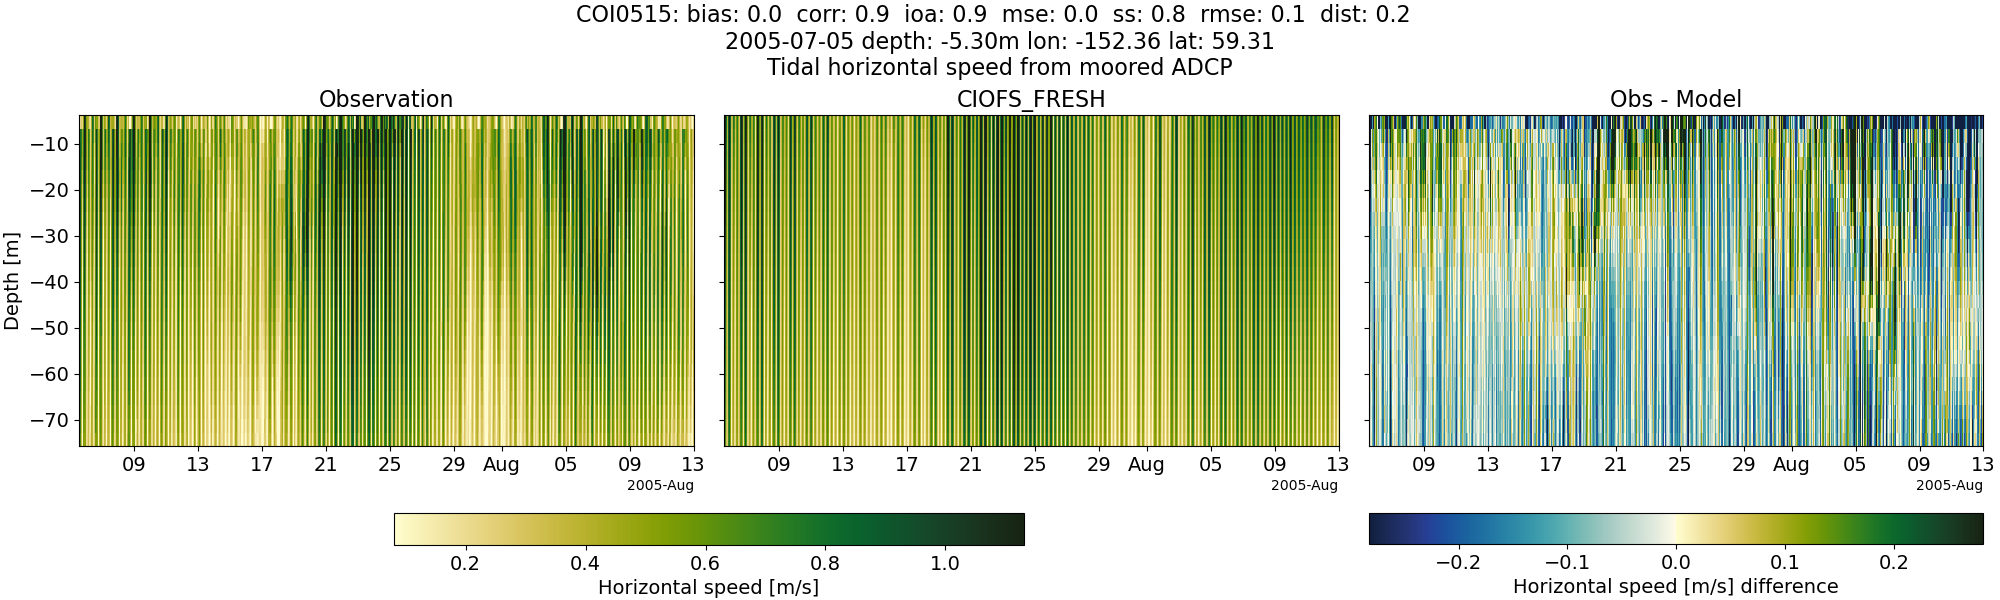 COI0515: bias: 0.0  corr: 0.9  ioa: 0.9  mse: 0.0  ss: 0.8  rmse: 0.1  dist: 0.2
2005-07-05 depth: -5.30m lon: -152.36 lat: 59.31
Tidal horizontal speed from moored ADCP
Observation
CIOFS_FRESH
Obs - Model
Depth [m]
−10
−20
−30
−40
−50
−60
−70
09 13 17 21 25 29 Aug 05 09 13
2005-Aug
09 13 17 21 25 29 Aug 05 09 13
2005-Aug
09 13 17 21 25 29 Aug 05 09 13
2005-Aug
0.2 0.4 0.6 0.8 1.0
Horizontal speed [m/s]
−0.2 −0.1 0.0 0.1 0.2
Horizontal speed [m/s] difference